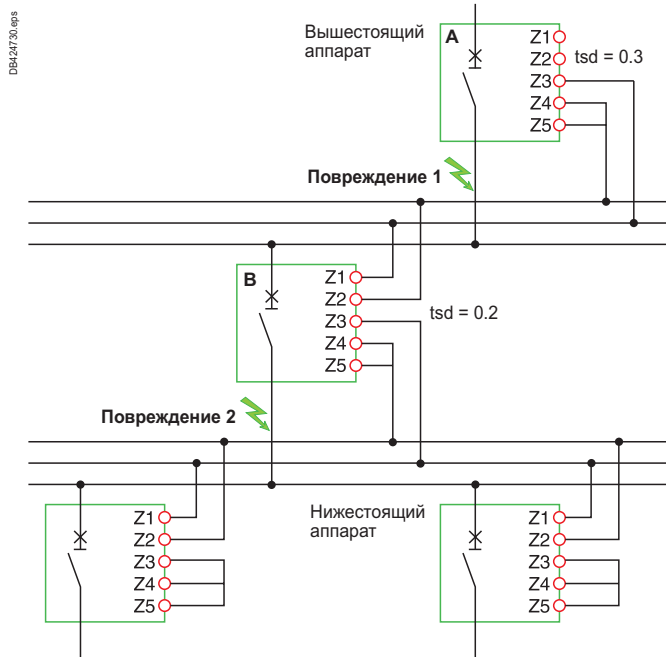 DB424730.eps
Вышестоящий
аппарат
A
Z1
Z2
Z3
Z4
Z5
tsd = 0.3
Повреждение 1
B
Z1
Z2
Z3
Z4
Z5
tsd = 0.2
Повреждение 2
Нижестоящий
аппарат
Z1
Z2
Z3
Z4
Z5
Z1
Z2
Z3
Z4
Z5